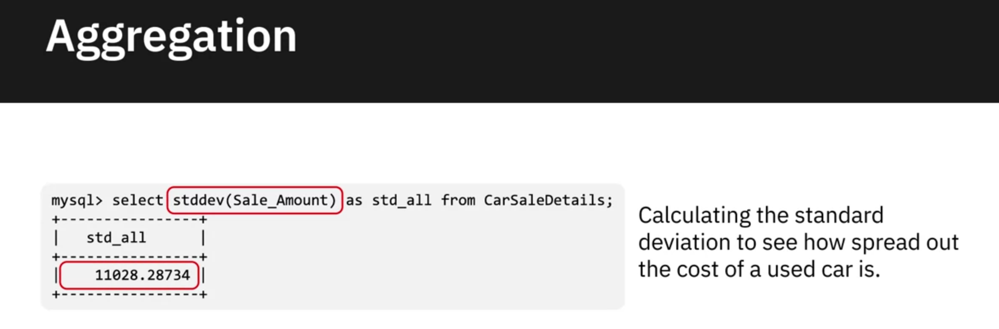 Aggregation
mysql> select stddev(Sale_Amount) as std_all from CarSaleDetails;
+----------------+
| std_all |
+----------------+
| 11028.28734 |
+----------------+
Calculating the standard
deviation to see how spread out
the cost of a used car is.